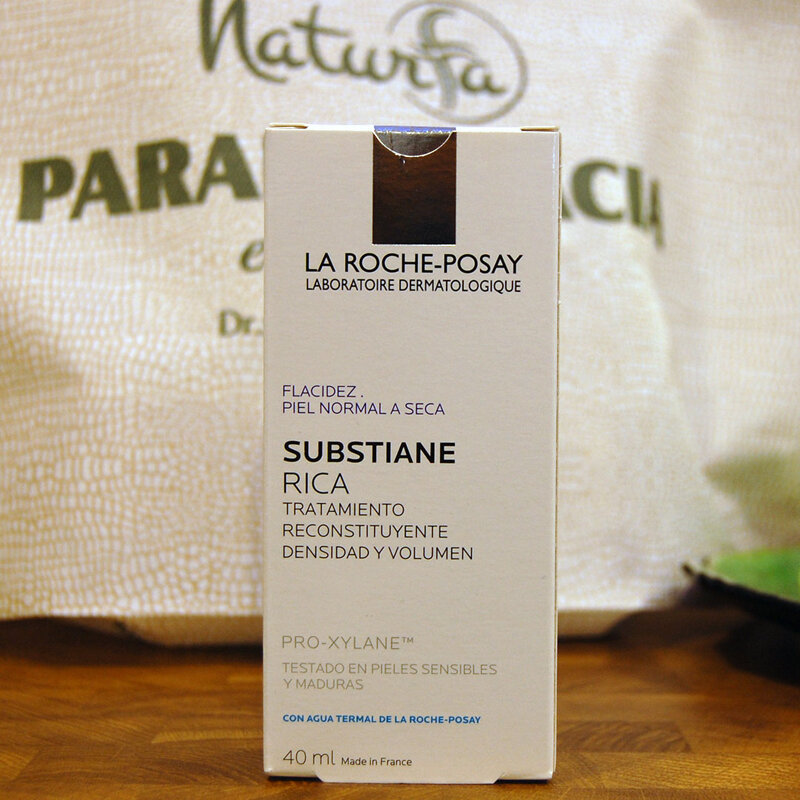 Naturfa
PARA ACIA
Dr.
LA ROCHE-POSAY
LABORATOIRE DERMATOLOGIQUE
FLACIDEZ .
PIEL NORMAL A SECA
SUBSTIANE
RICA
TRATAMIENTO
RECONSTITUYENTE
DENSIDAD Y VOLUMEN
PRO-XYLANE™
TESTADO EN PIELES SENSIBLES
Y MADURAS
CON AGUA TERMAL DE LA ROCHE-POSAY
40 ml Made in France